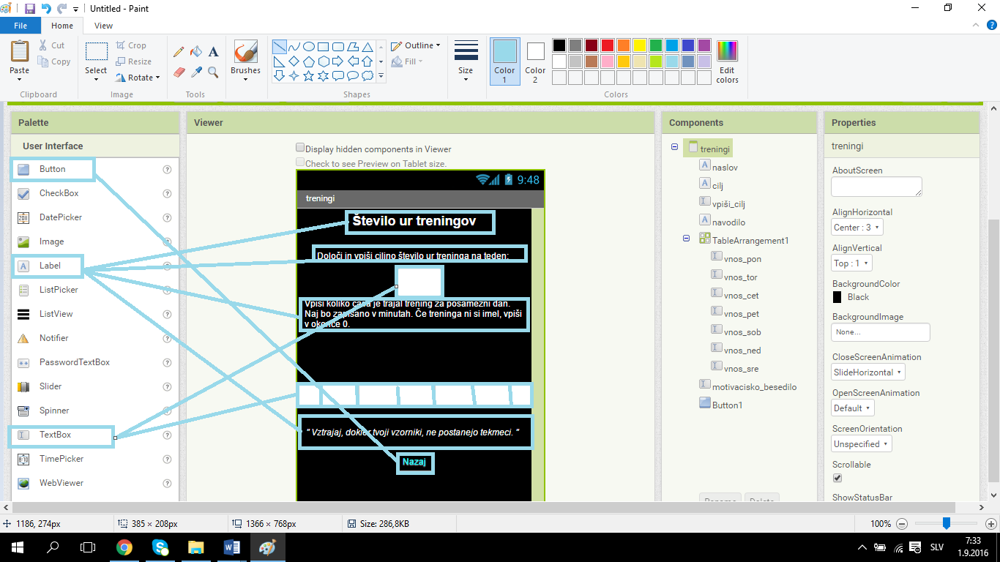 Untitled - Paint
File Home View
Paste
Cut
Copy
Clipboard
Select
Crop
Resize
Rotate
Image
A
Tools
Brushes
Shapes
Outline
Fill
Size
Color 1
Color 2
Colors
Edit colors
Palette
User Interface
Button
CheckBox
DatePicker
Image
Label
ListPicker
ListView
Notifier
PasswordTextBox
Slider
Spinner
TextBox
TimePicker
WebViewer
Viewer
Display hidden components in Viewer
Check to see Preview on Tablet size.
9:48
treningi
Število ur treningov
Določi in vpiši ciljno število ur treninga na teden:
Vpiši koliko časa je trajal trening za posamezni dan.
Naj bo zapisano v minutah. Če treninga ni si imel, vpiši
v okence 0.
" Vztrajaj, dokler tvoji vzorniki, ne postanejo tekmeci. "
Nazaj
Components
treningi
naslov
cilj
vpiši_cilj
navodilo
TableArrangement1
vnos_pon
vnos_tor
vnos_cet
vnos_pet
vnos_sob
vnos_ned
vnos_sre
motivacisko_besedilo
Button1
Rename Delete
Properties
treningi
AboutScreen
AlignHorizontal
Center : 3
AlignVertical
Top : 1
BackgroundColor
Black
BackgroundImage
None...
CloseScreenAnimation
SlideHorizontal
OpenScreenAnimation
Default
ScreenOrientation
Unspecified
Scrollable
ShowStatusBar
1186, 274px
385 × 208px
1366 × 768px
Size: 286,8KB
100%
SLV
7:33
1.9.2016